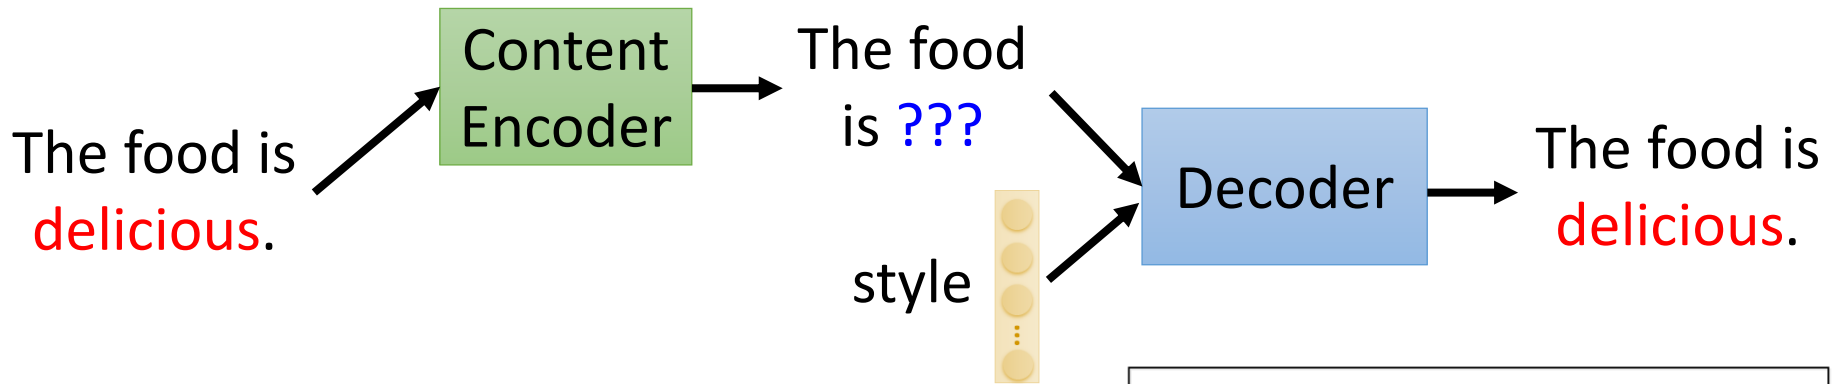 The food is
delicious.
Content
Encoder
The food
is ???
style
Decoder
The food is
delicious.